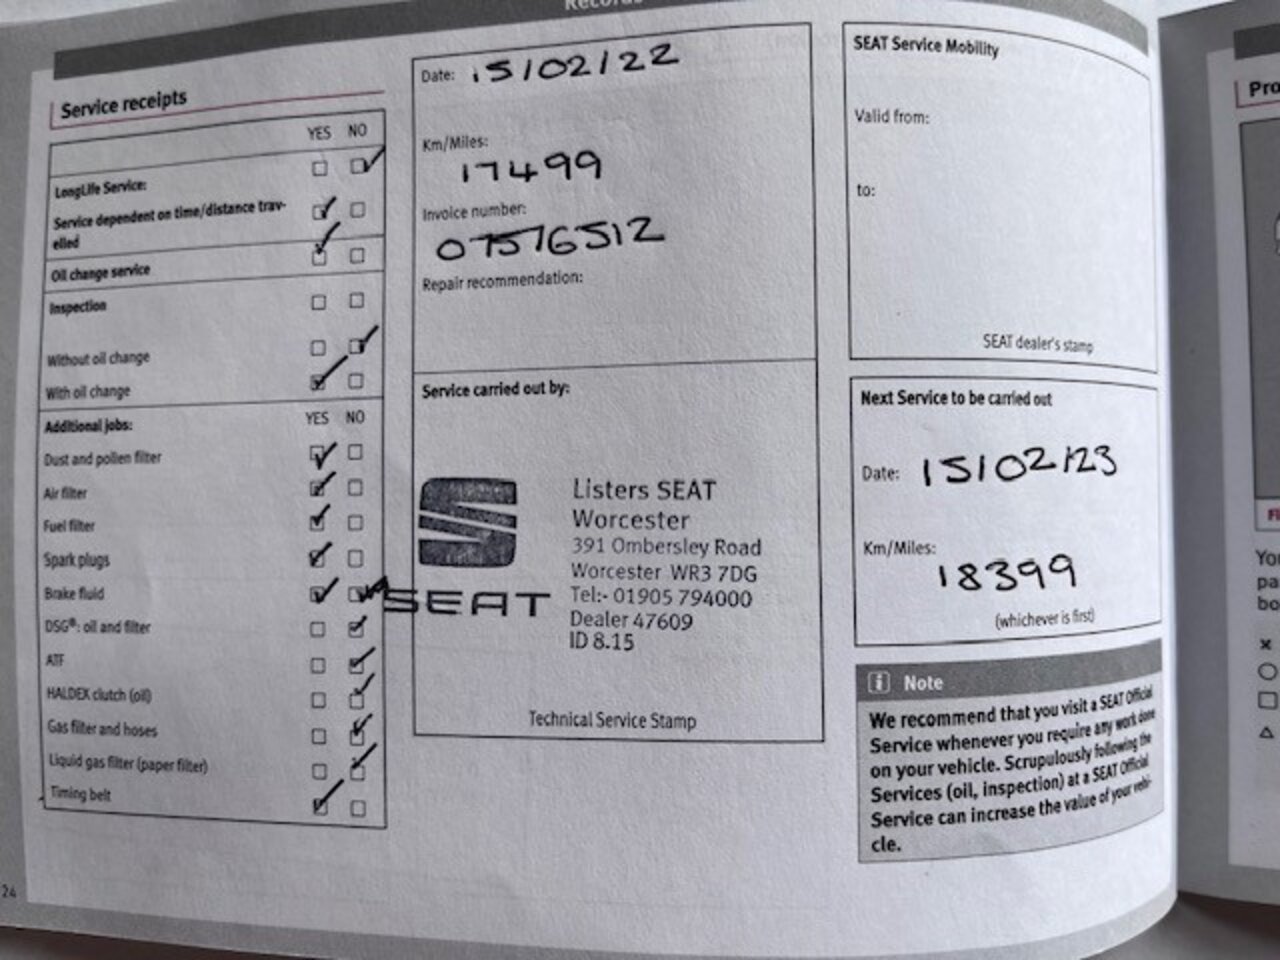 Records
Service receipts
YES NO
LongLife Service:
Service dependent on time/distance trav-
elled
Oil change service
Inspection
Without oil change
With oil change
Additional jobs: YES NO
Dust and pollen filter
Air filter
Fuel filter
Spark plugs
Brake fluid
DSG®: oil and filter
ATF
HALDEX clutch (oil)
Gas filter and hoses
Liquid gas filter (paper filter)
Timing belt
24
Date: 15/02/22
Km/Miles:
17499
Invoice number:
07576512
Repair recommendation:
Service carried out by:
SEAT
Listers SEAT
Worcester
391 Ombersley Road
Worcester WR3 7DG
Tel:- 01905 794000
Dealer 47609
ID 8.15
Technical Service Stamp
SEAT Service Mobility
Valid from:
to:
SEAT dealer's stamp
Next Service to be carried out
Date: 15/02/23
Km/Miles:
18399
(whichever is first)
Note
We recommend that you visit a SEAT Official
Service whenever you require any work done
on your vehicle. Scrupulously following the
Services (oil, inspection) at a SEAT Official
Service can increase the value of your vehi-
cle.
Pro
Fi
You
pa
bo